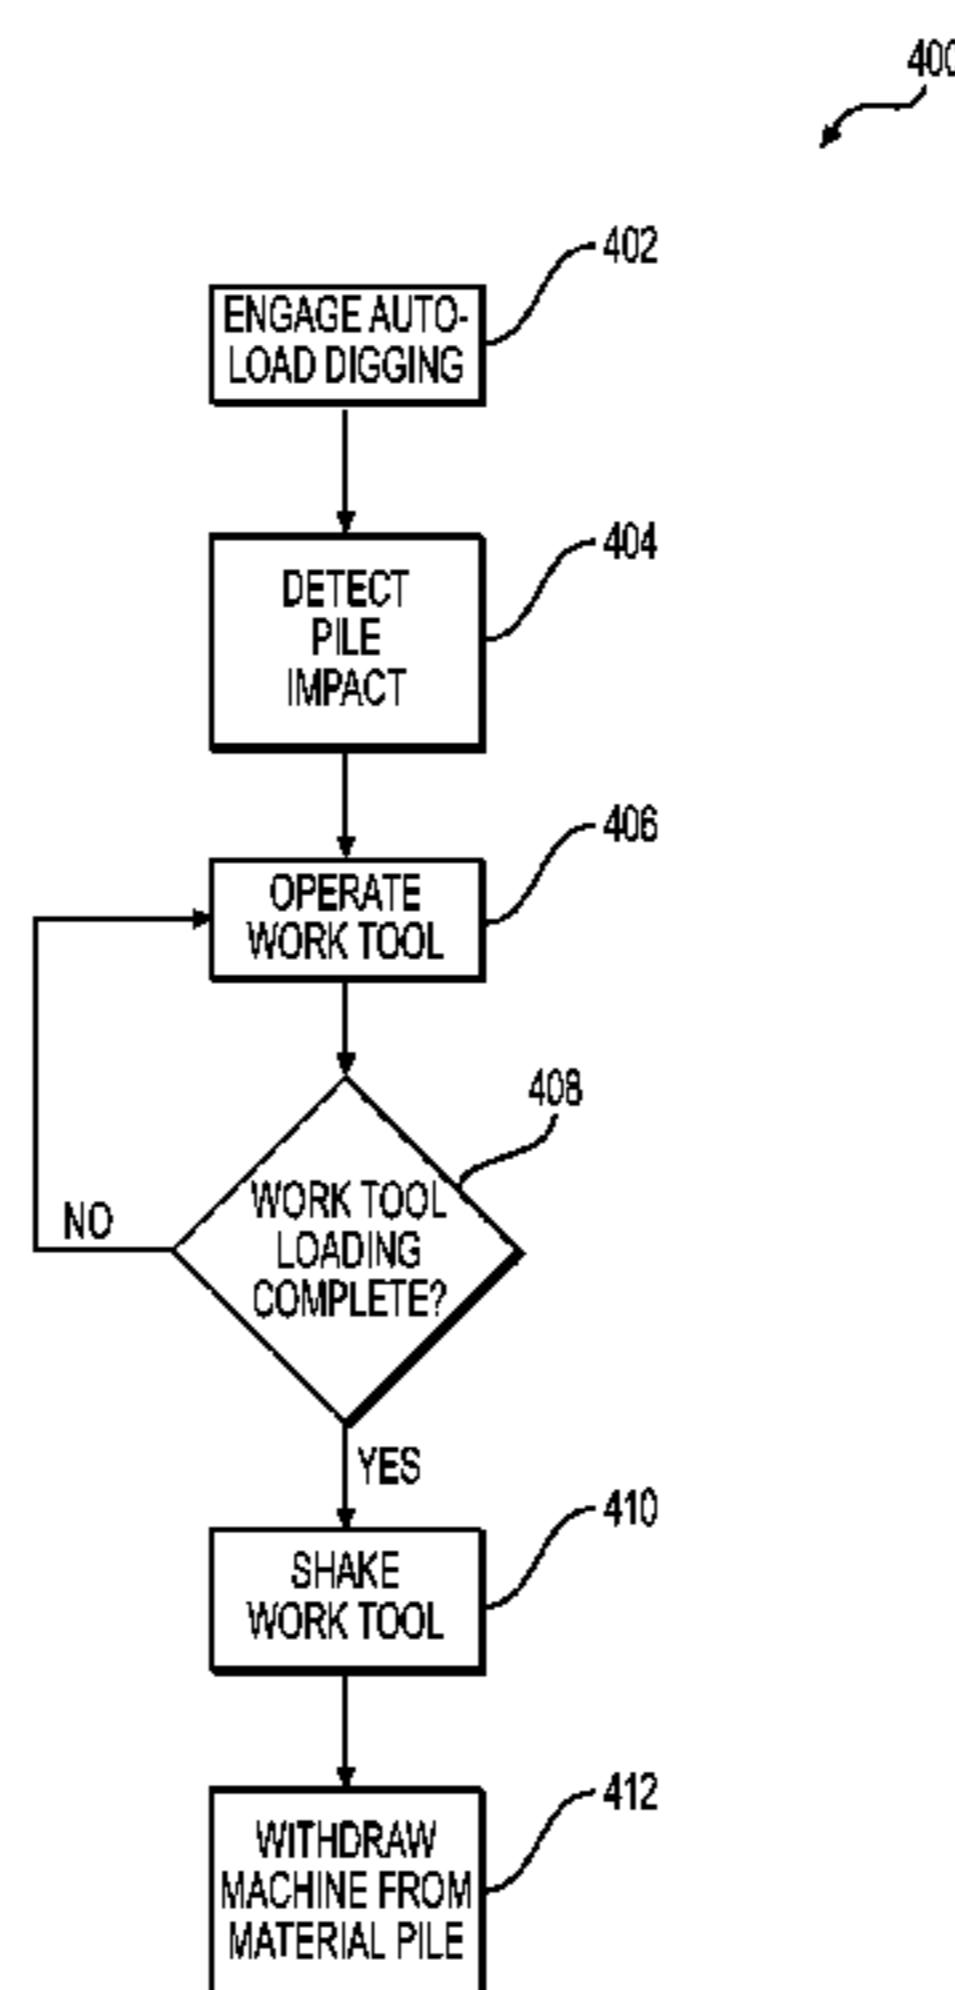 400
402
ENGAGE AUTO-
LOAD DIGGING
404
DETECT
PILE
IMPACT
406
OPERATE
WORK TOOL
408
WORK TOOL
LOADING
COMPLETE?
NO
YES
410
SHAKE
WORK TOOL
412
WITHDRAW
MACHINE FROM
MATERIAL PILE